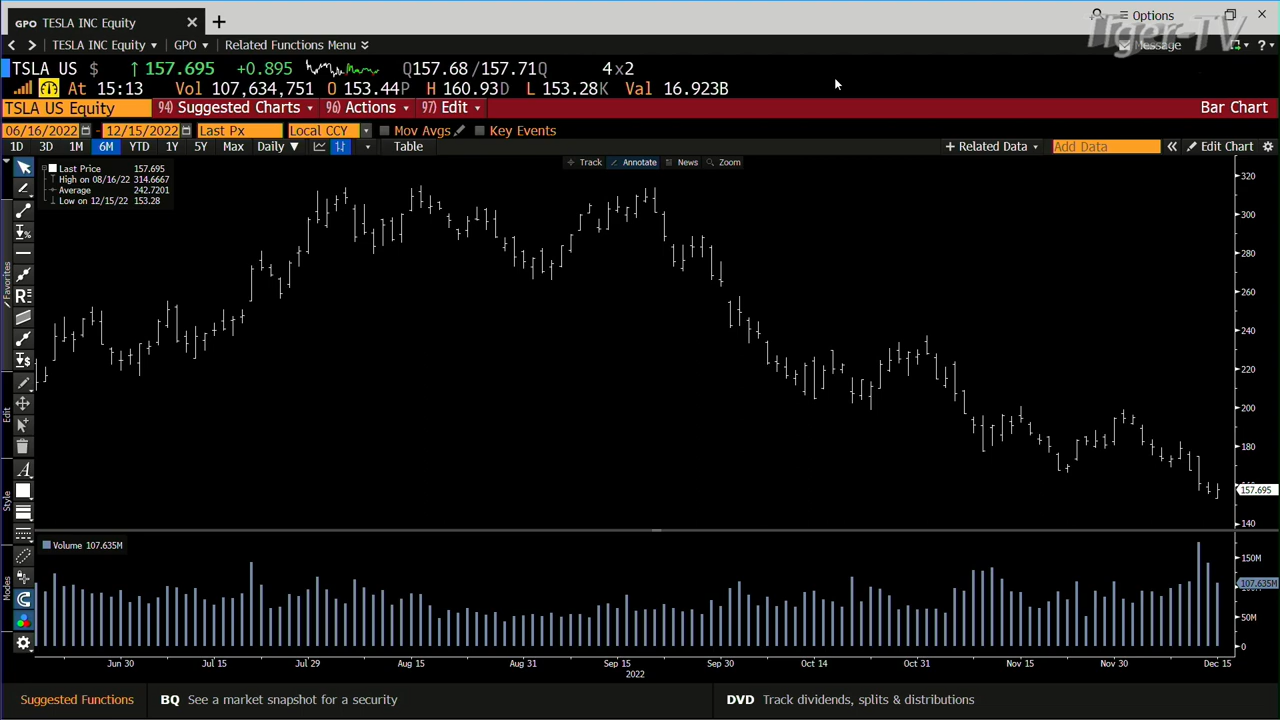 GPO TESLA INC Equity
Options
Tiger-TV
TESLA INC Equity GPO Related Functions Menu Message
TSLA US $ ↑ 157.695 +0.895 Q157.68/157.71Q 4x2
At 15:13 Vol 107,634,751 O 153.44P H 160.93D L 153.28K Val 16.923B
TSLA US Equity 94) Suggested Charts 96) Actions 97) Edit Bar Chart
06/16/2022 - 12/15/2022 Last Px Local CCY Mov Avgs Key Events
1D 3D 1M 6M YTD 1Y 5Y Max Daily ▼ Table + Related Data Add Data « Edit Chart
Track Annotate News Zoom
Last Price 157.695
High on 08/16/22 314.6667
Average 242.7201
Low on 12/15/22 153.28
Favorites
Edit
Style
Modes
320
300
280
260
240
220
200
180
157.695
140
Volume 107.635M
150M
107.635M
50M
0
Jun 30 Jul 15 Jul 29 Aug 15 Aug 31 Sep 15 Sep 30 Oct 14 Oct 31 Nov 15 Nov 30 Dec 15
2022
Suggested Functions BQ See a market snapshot for a security DVD Track dividends, splits & distributions